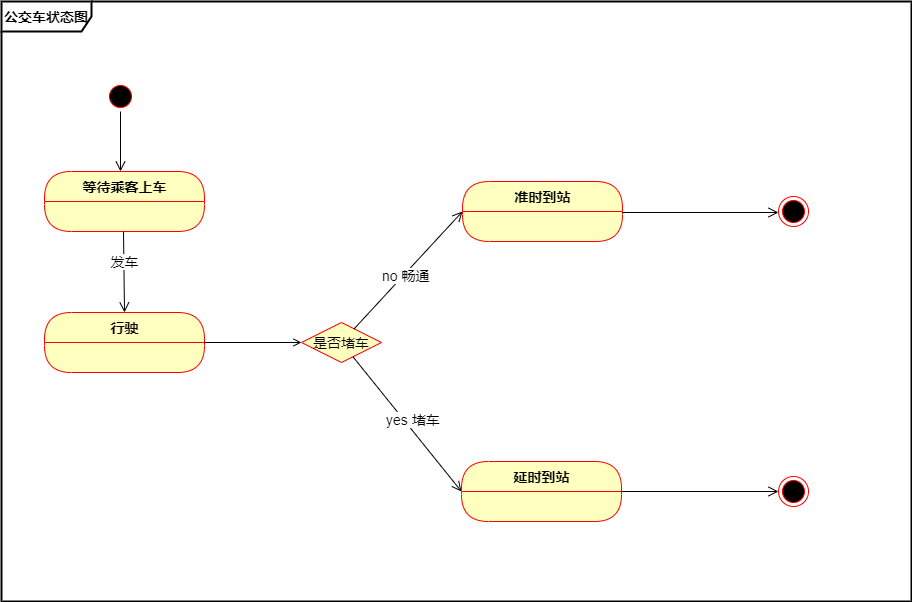 公交车状态图
等待乘客上车
发车
行驶
是否堵车
no 畅通
准时到站
yes 堵车
延时到站